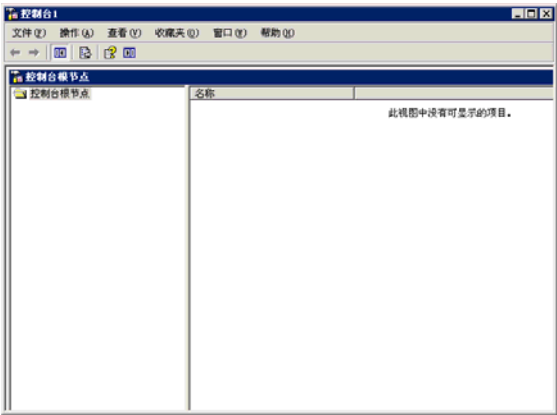 控制台1
文件(F) 操作(A) 查看(V) 收藏夹(O) 窗口(W) 帮助(H)
控制台根节点
控制台根节点 名称
此视图中没有可显示的项目。